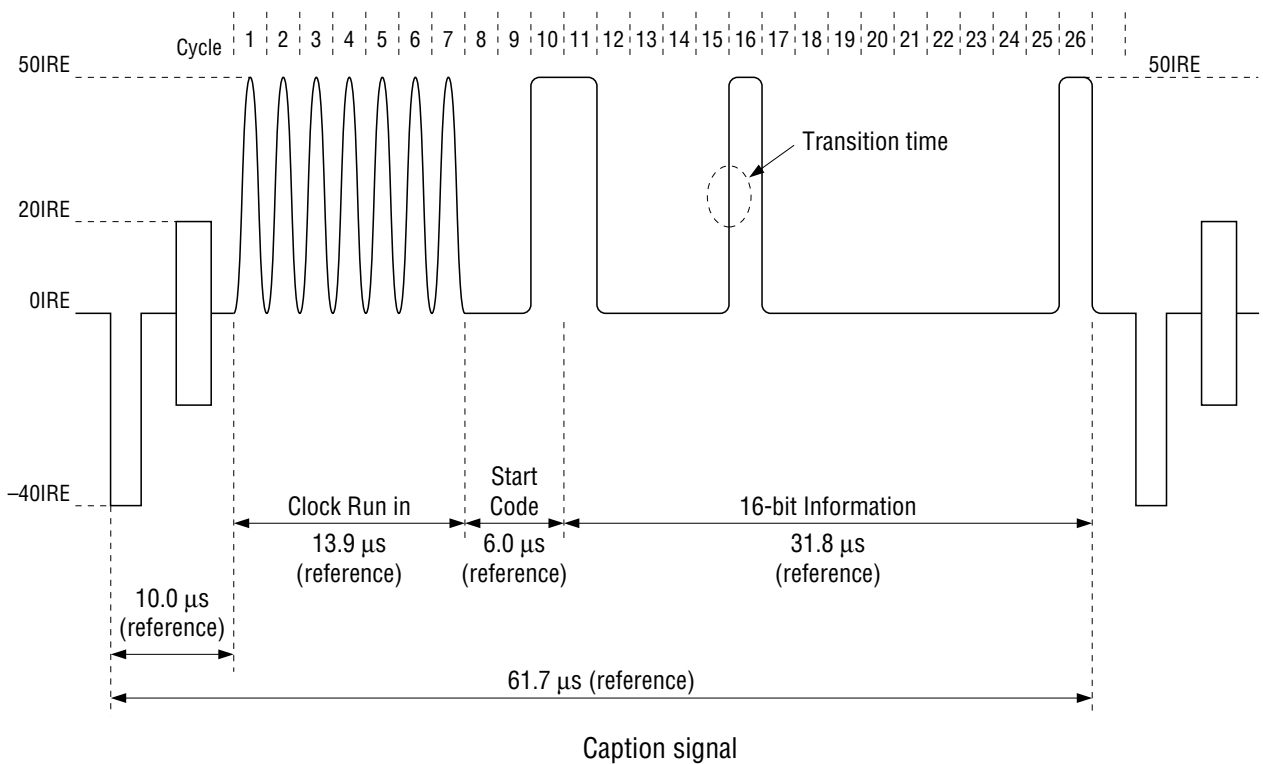 Cycle 1 2 3 4 5 6 7 8 9 10 11 12 13 14 15 16 17 18 19 20 21 22 23 24 25 26
50IRE
50IRE
Transition time
20IRE
0IRE
–40IRE
Clock Run in
13.9 μs
(reference)
Start
Code
6.0 μs
(reference)
16-bit Information
31.8 μs
(reference)
10.0 μs
(reference)
61.7 μs (reference)
Caption signal